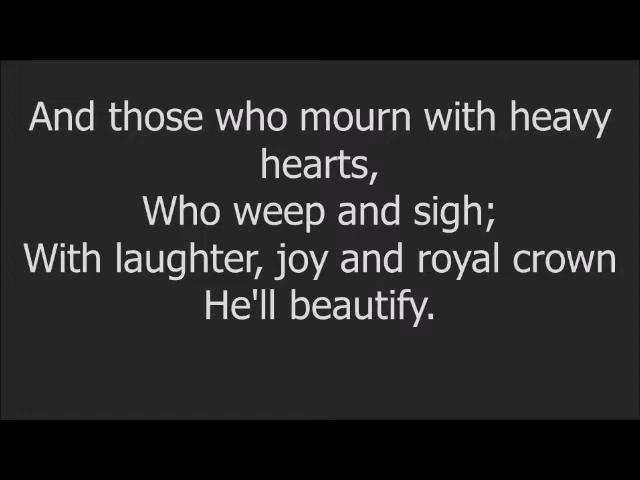 And those who mourn with heavy
hearts,
Who weep and sigh;
With laughter, joy and royal crown
He'll beautify.